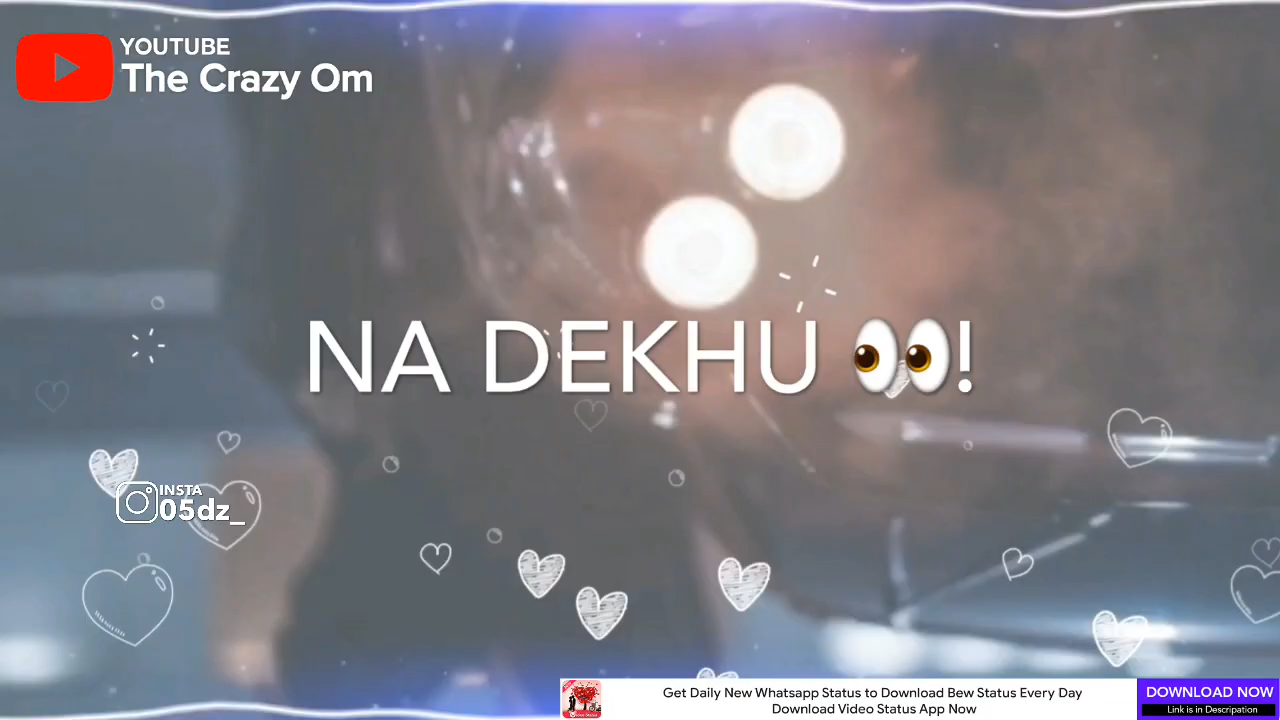 YOUTUBE
The Crazy Om
NA DEKHU 👀!
INSTA
05dz_
Get Daily New Whatsapp Status to Download Bew Status Every Day
Download Video Status App Now
DOWNLOAD NOW
Link is in Descripation